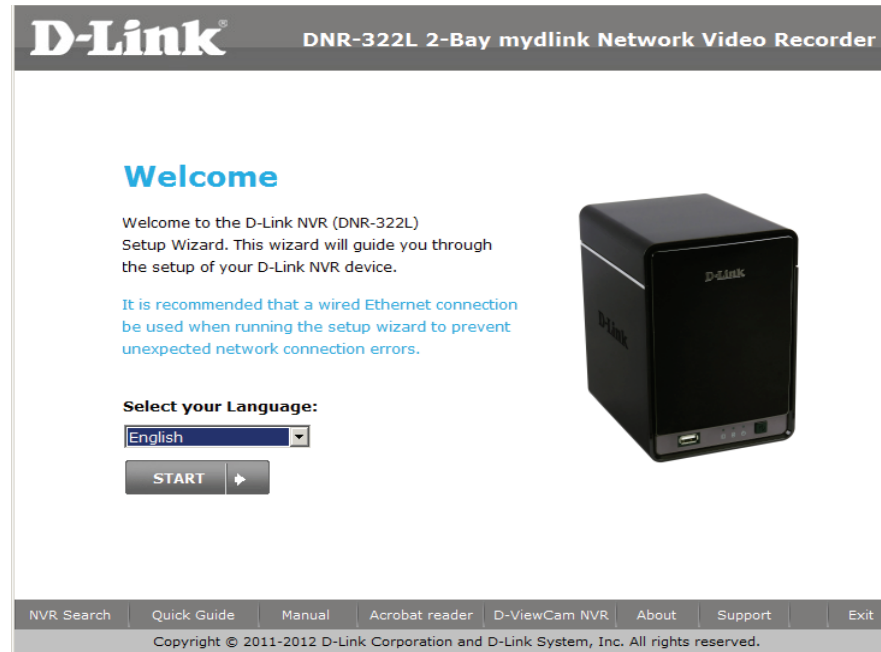 D-Link®
DNR-322L 2-Bay mydlink Network Video Recorder
Welcome
Welcome to the D-Link NVR (DNR-322L)
Setup Wizard. This wizard will guide you through
the setup of your D-Link NVR device.
It is recommended that a wired Ethernet connection
be used when running the setup wizard to prevent
unexpected network connection errors.
Select your Language:
English
START
D-Link
D-Link
NVR Search Quick Guide Manual Acrobat reader D-ViewCam NVR About Support Exit
Copyright © 2011-2012 D-Link Corporation and D-Link System, Inc. All rights reserved.